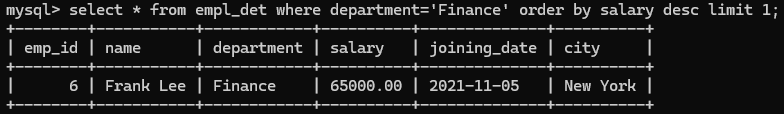 mysql> select * from empl_det where department='Finance' order by salary desc limit 1;
+--------+-----------+------------+----------+--------------+----------+
| emp_id | name      | department | salary   | joining_date | city     |
+--------+-----------+------------+----------+--------------+----------+
|      6 | Frank Lee | Finance    | 65000.00 | 2021-11-05   | New York |
+--------+-----------+------------+----------+--------------+----------+